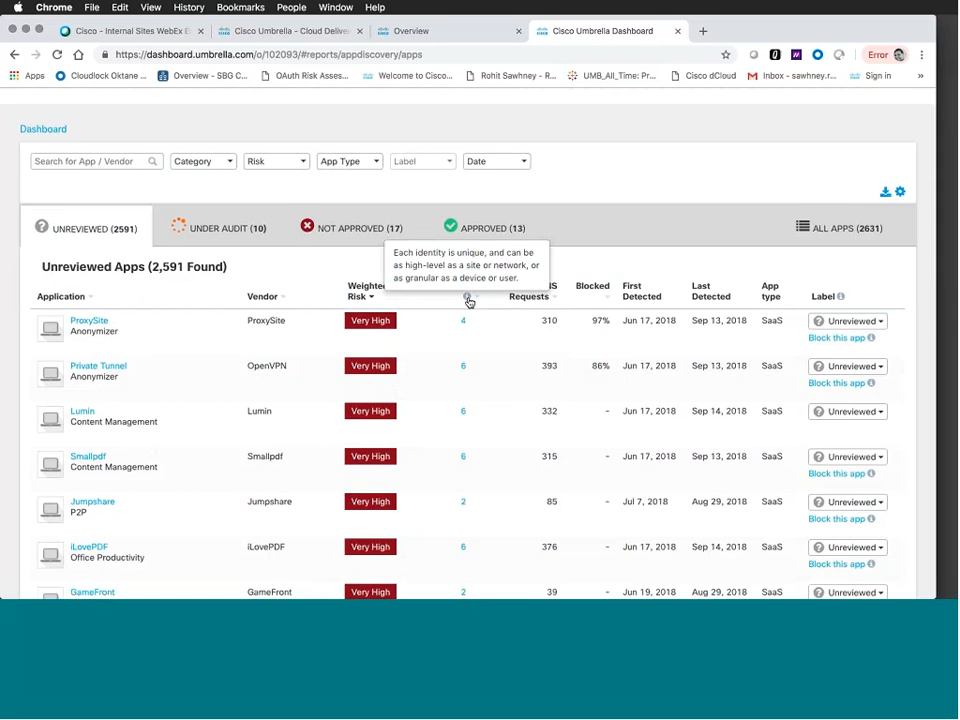 Chrome File Edit View History Bookmarks People Window Help
Cisco - Internal Sites WebEx E Cisco Umbrella - Cloud Delive Overview Cisco Umbrella Dashboard
https://dashboard.umbrella.com/o/102093/#reports/appdiscovery/apps Error
Apps Cloudlock Oktane ... Overview - SBG C... OAuth Risk Asses... Welcome to Cisco... Rohit Sawhney - R... UMB_All_Time: Pr... Cisco dCloud Inbox - sawhney.r... Sign in »
Dashboard
Search for App / Vendor Category Risk App Type Label Date
UNREVIEWED (2591) UNDER AUDIT (10) NOT APPROVED (17) APPROVED (13) ALL APPS (2631)
Each identity is unique, and can be
as high-level as a site or network, or
as granular as a device or user.
Unreviewed Apps (2,591 Found)
Application Vendor Weighted Risk Requests Blocked First Detected Last Detected App type Label
ProxySite ProxySite Very High 4 310 97% Jun 17, 2018 Sep 13, 2018 SaaS Unreviewed
Anonymizer Block this app
Private Tunnel OpenVPN Very High 6 393 86% Jun 17, 2018 Sep 13, 2018 SaaS Unreviewed
Anonymizer Block this app
Lumin Lumin Very High 6 332 - Jun 17, 2018 Sep 14, 2018 SaaS Unreviewed
Content Management
Smallpdf Smallpdf Very High 6 315 - Jun 17, 2018 Sep 13, 2018 SaaS Unreviewed
Content Management Block this app
Jumpshare Jumpshare Very High 2 85 - Jul 7, 2018 Aug 29, 2018 SaaS Unreviewed
P2P Block this app
iLovePDF iLovePDF Very High 6 376 - Jun 17, 2018 Sep 14, 2018 SaaS Unreviewed
Office Productivity Block this app
GameFront GameFront Very High 2 39 - Jun 19, 2018 Aug 29, 2018 SaaS Unreviewed